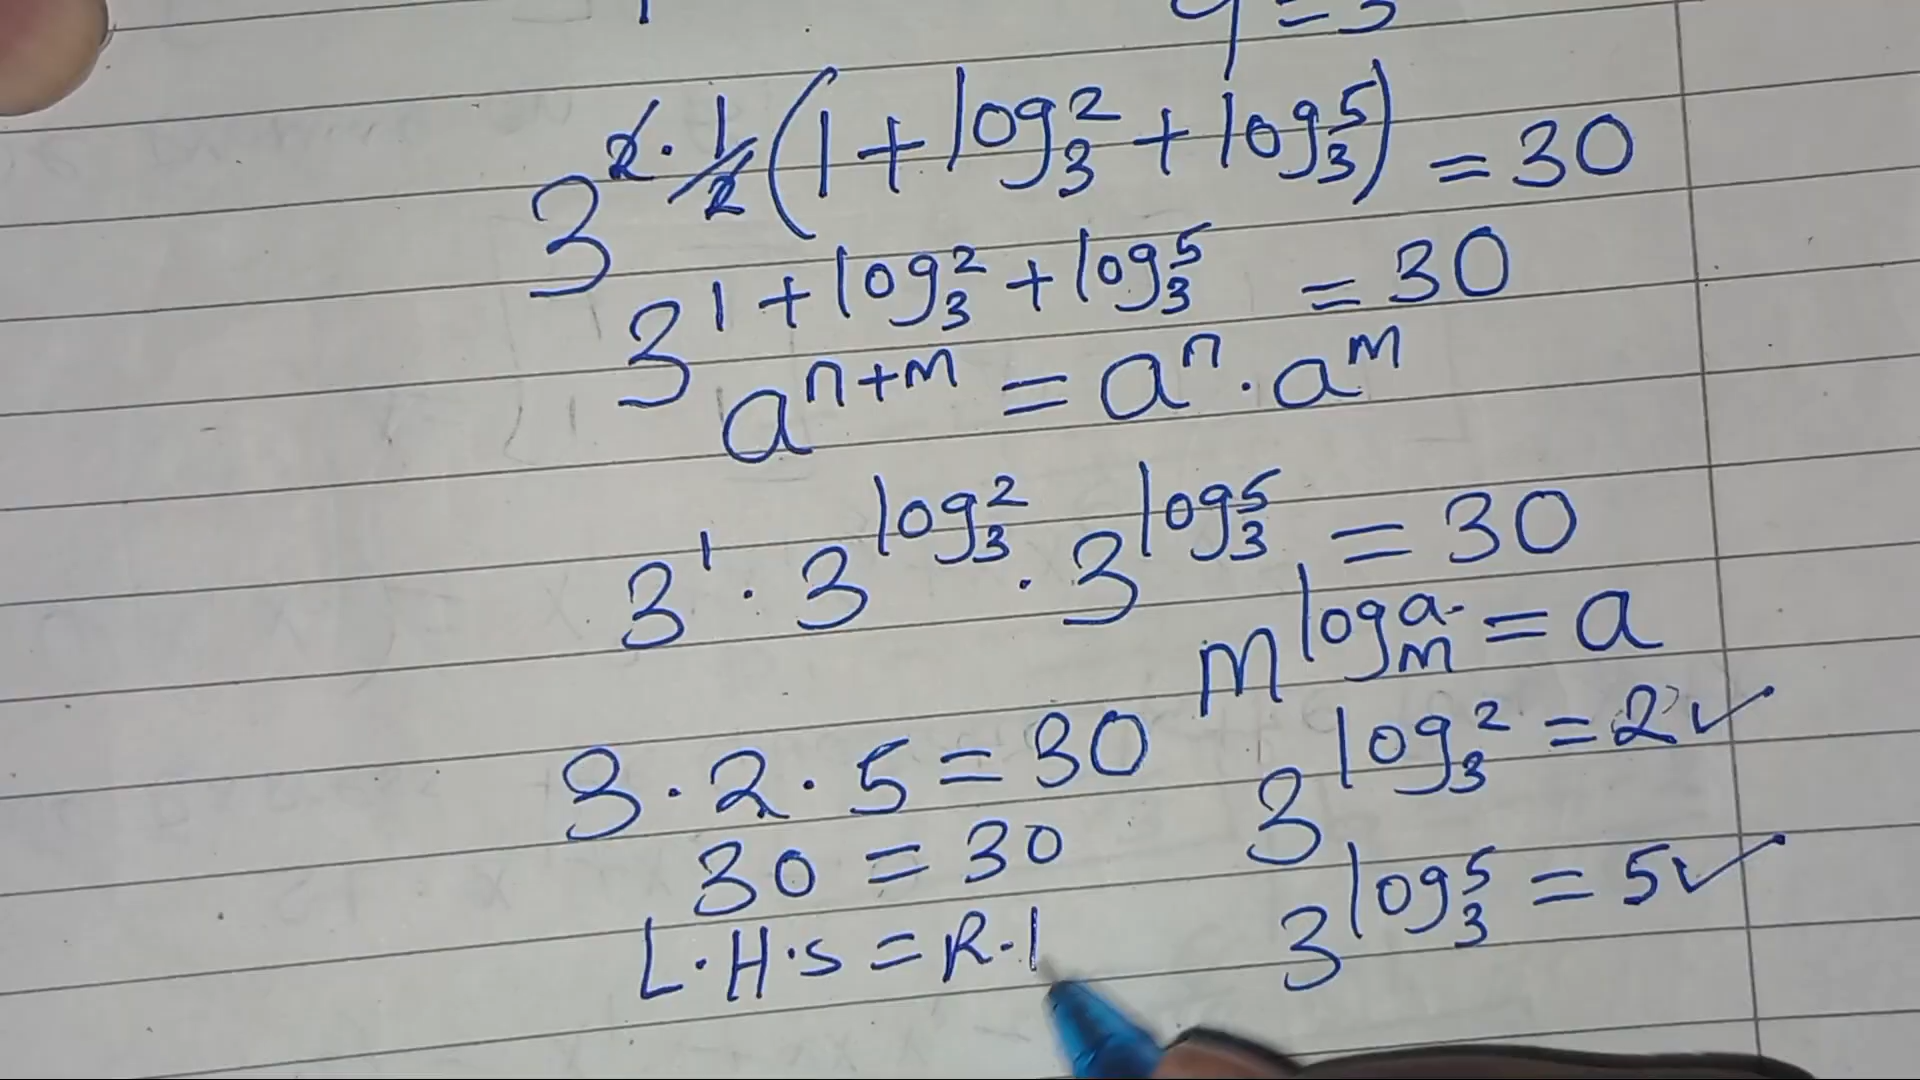 9 = 3
3^{2·1/2(1+log_3^2+log_3^5)} = 30
3^{1+log_3^2+log_3^5} = 30
a^{n+m} = a^n · a^m
3^1 · 3^{log_3^2} · 3^{log_3^5} = 30
m^{log_m^a} = a
3 · 2 · 5 = 30
3^{log_3^2} = 2 ✓
30 = 30
3^{log_3^5} = 5 ✓
L.H.S = R.